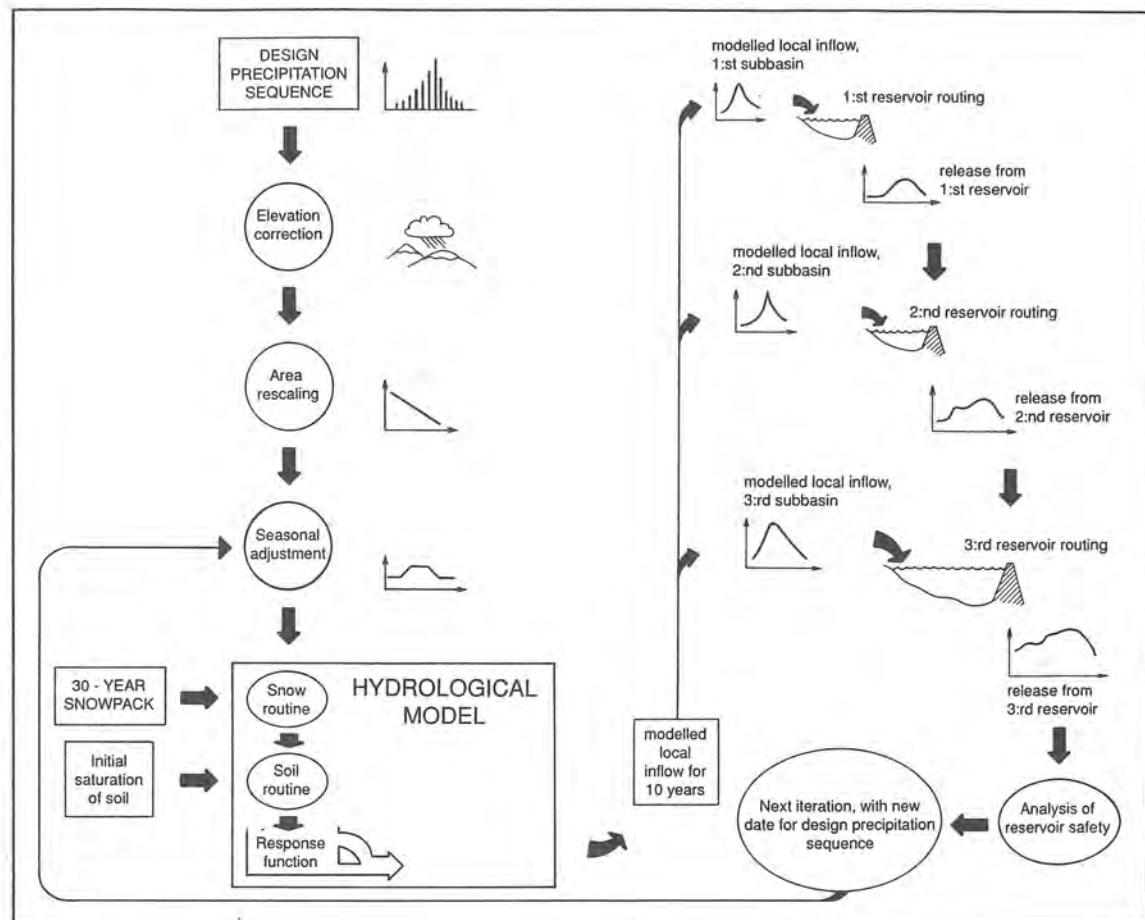 DESIGN
PRECIPITATION
SEQUENCE
Elevation
correction
Area
rescaling
Seasonal
adjustment
30 - YEAR
SNOWPACK
Initial
saturation
of soil
HYDROLOGICAL
MODEL
Snow
routine
Soil
routine
Response
function
modelled
local
inflow for
10 years
modelled local inflow,
1:st subbasin
1:st reservoir routing
release from
1:st reservoir
modelled local inflow,
2:nd subbasin
2:nd reservoir routing
release from
2:nd reservoir
modelled local inflow,
3:rd subbasin
3:rd reservoir routing
release from
3:rd reservoir
Analysis of
reservoir safety
Next iteration, with new
date for design precipitation
sequence